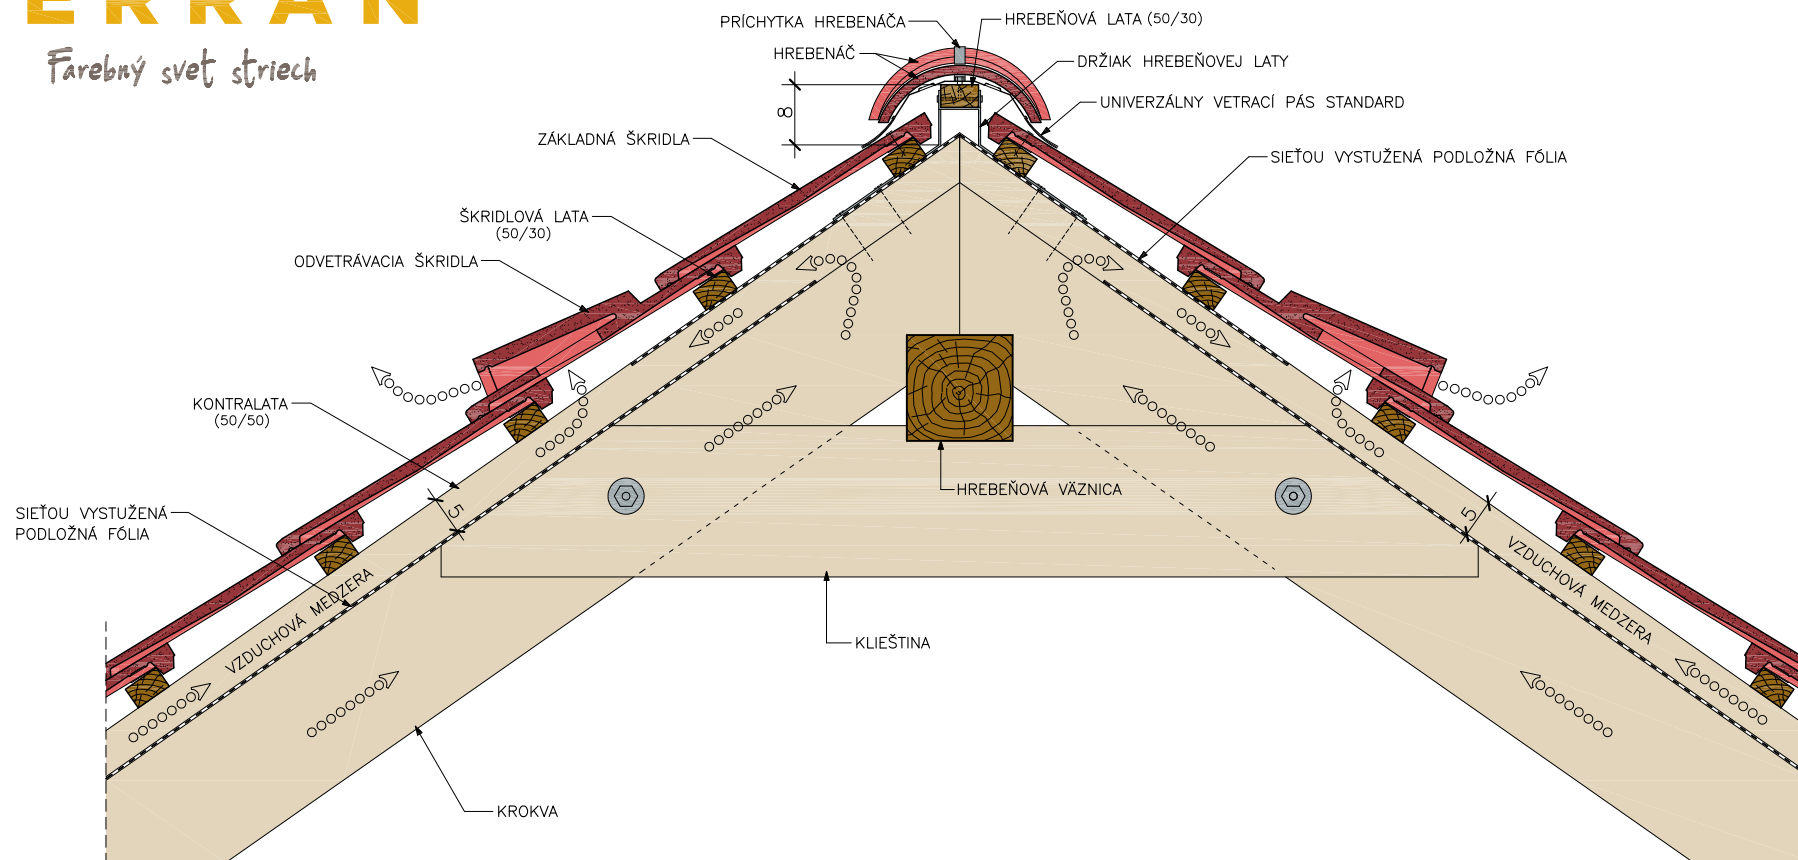 ERRAN
Farebný svet striech
PRÍCHYTKA HREBENÁČA
HREBEŇOVÁ LATA (50/30)
HREBENÁČ
DRŽIAK HREBEŇOVEJ LATY
8
UNIVERZÁLNY VETRACÍ PÁS STANDARD
ZÁKLADNÁ ŠKRIDLA
SIEŤOU VYSTUŽENÁ PODLOŽNÁ FÓLIA
ŠKRIDLOVÁ LATA
(50/30)
ODVETRÁVACIA ŠKRIDLA
KONTRALATA
(50/50)
HREBEŇOVÁ VÄZNICA
SIEŤOU VYSTUŽENÁ
PODLOŽNÁ FÓLIA
5
5
VZDUCHOVÁ MEDZERA
VZDUCHOVÁ MEDZERA
KLIEŠTINA
KROKVA